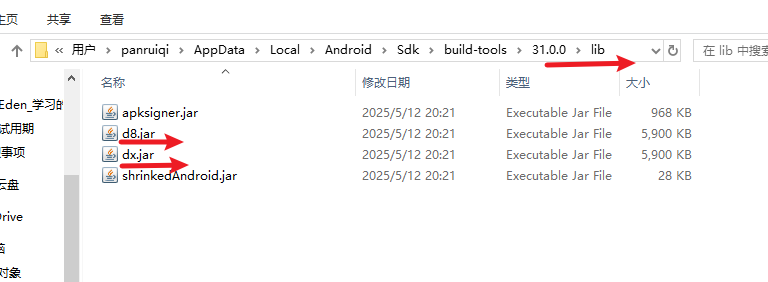 主页 共享 查看
« 用户 › panruiqi › AppData › Local › Android › Sdk › build-tools › 31.0.0 › lib
在 lib 中搜索
名称 修改日期 类型 大小
apksigner.jar 2025/5/12 20:21 Executable Jar File 968 KB
d8.jar 2025/5/12 20:21 Executable Jar File 5,900 KB
dx.jar 2025/5/12 20:21 Executable Jar File 5,900 KB
shrinkedAndroid.jar 2025/5/12 20:21 Executable Jar File 28 KB
Eden_学习的
试用期
事项
云盘
Drive
对象